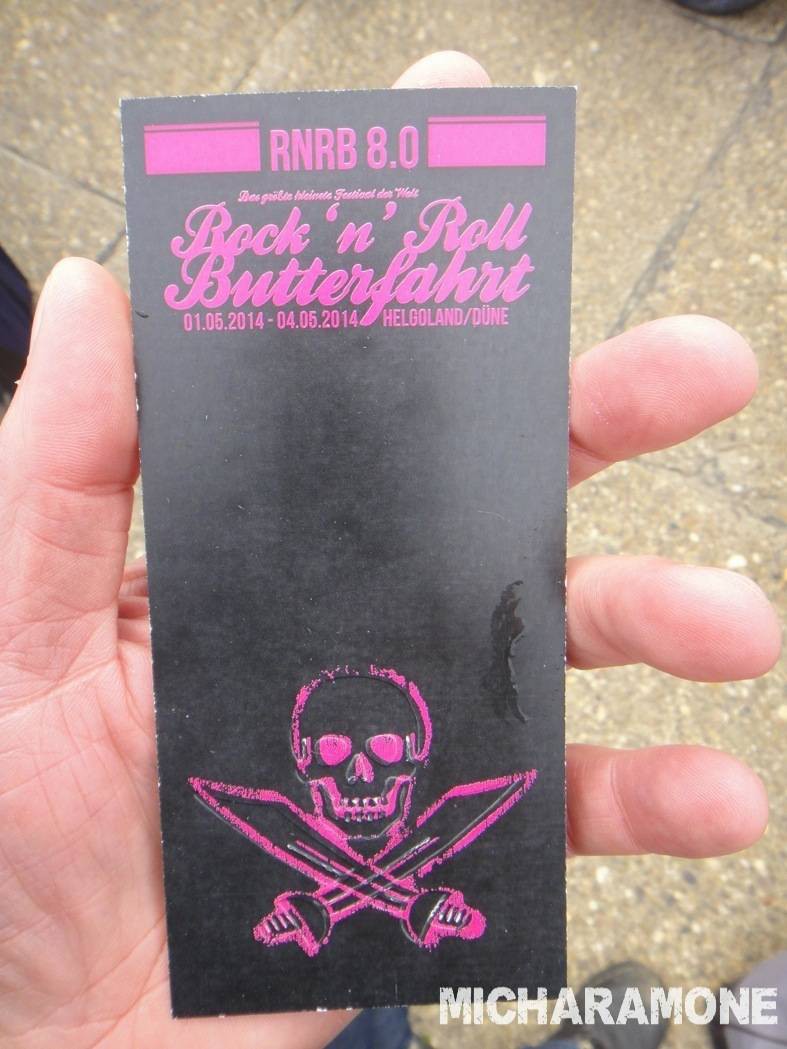 RNRB 8.0
Das größte kleinste Festival der Welt
Rock 'n' Roll
Butterfahrt
01.05.2014 - 04.05.2014 HELGOLAND/DÜNE
MICHARAMONE